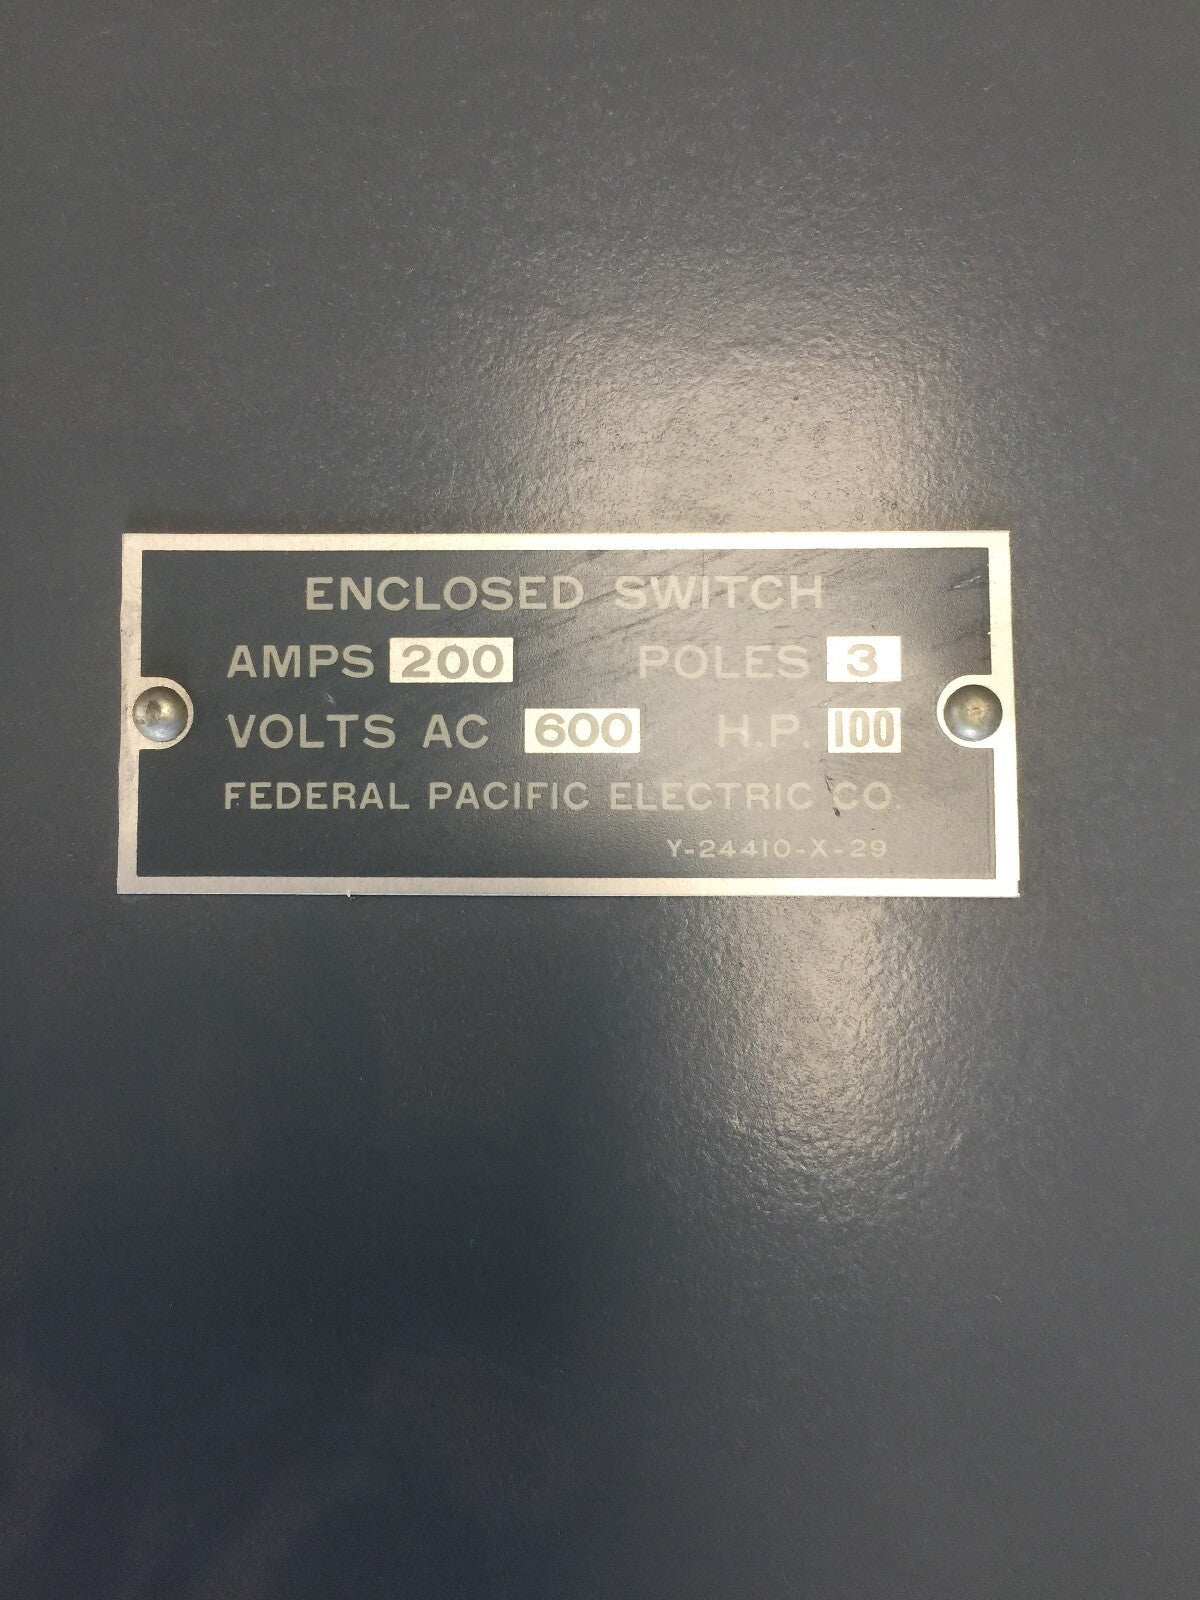 ENCLOSED SWITCH
AMPS 200 POLES 3
VOLTS AC 600 H.P. 100
FEDERAL PACIFIC ELECTRIC CO.
Y-24410-X-29